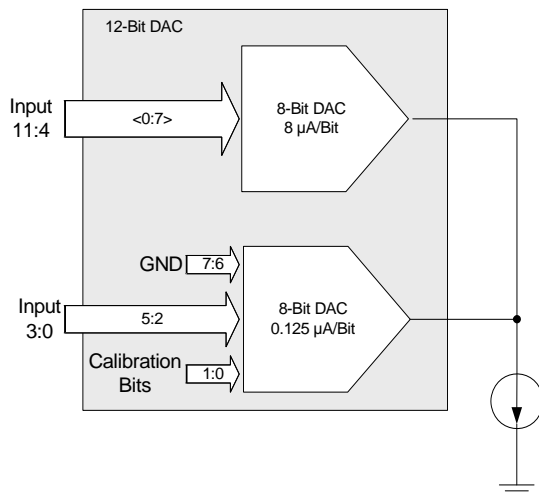 12-Bit DAC
Input
11:4
<0:7>
8-Bit DAC
8 µA/Bit
GND
7:6
Input
3:0
5:2
8-Bit DAC
0.125 µA/Bit
Calibration
Bits
1:0